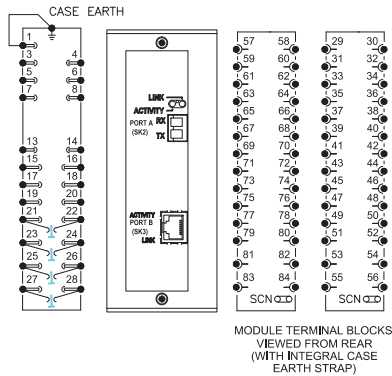 CASE EARTH
1
3 4
5 6
7 8
13 14
15 16
17 18
19 20
21 22
23 24
25 26
27 28
LINK
ACTIVITY
PORT A RX
(SK2)
TX
ACTIVITY
PORT B
(SK3)
LINK
57 58
59 60
61 62
63 64
65 66
67 68
69 70
71 72
73 74
75 76
77 78
79 80
81 82
83 84
SCN
29 30
31 32
33 34
35 36
37 38
39 40
41 42
43 44
45 46
47 48
49 50
51 52
53 54
55 56
SCN
MODULE TERMINAL BLOCKS
VIEWED FROM REAR
(WITH INTEGRAL CASE
EARTH STRAP)